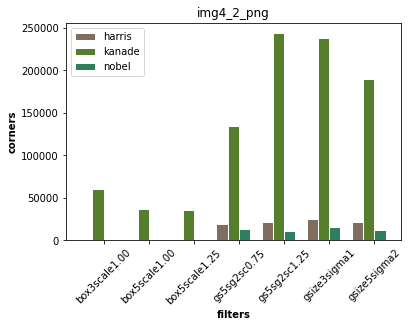 img4_2_png
harris
kanade
nobel
250000
200000
150000
100000
50000
0
corners
box3scale1.00
box5scale1.00
box5scale1.25
gs5sg2sc0.75
gs5sg2sc1.25
gsize3sigma1
gsize5sigma2
filters